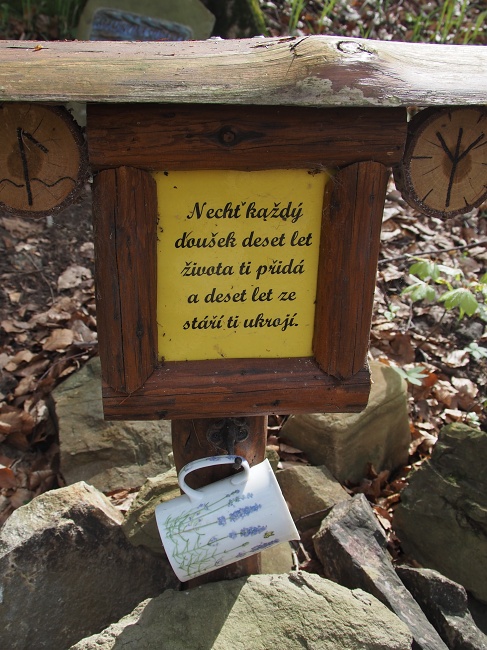 Nechť každý
doušek deset let
života ti přidá
a deset let ze
stáří ti ukrojí.